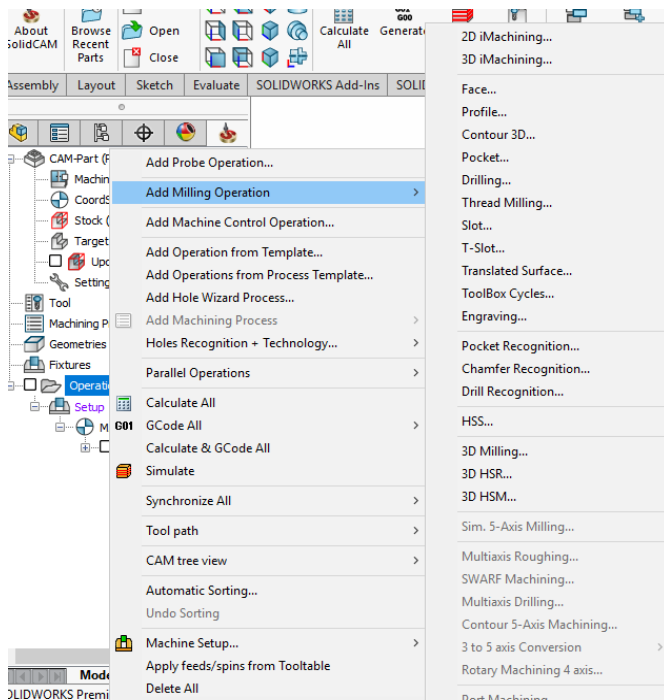 About
SolidCAM
Browse
Recent
Parts
Open
Close
Calculate
All
G00
Generat
Assembly
Layout
Sketch
Evaluate
SOLIDWORKS Add-Ins
SOLI
CAM-Part (
Machin
CoordS
Stock (
Target
Upd
Setting
Tool
Machining P
Geometries
Fixtures
Operati
Setup
M
Add Probe Operation...
Add Milling Operation
Add Machine Control Operation...
Add Operation from Template...
Add Operations from Process Template...
Add Hole Wizard Process...
Add Machining Process
Holes Recognition + Technology...
Parallel Operations
Calculate All
G01 GCode All
Calculate & GCode All
Simulate
Synchronize All
Tool path
CAM tree view
Automatic Sorting...
Undo Sorting
Machine Setup...
Apply feeds/spins from Tooltable
Delete All
2D iMachining...
3D iMachining...
Face...
Profile...
Contour 3D...
Pocket...
Drilling...
Thread Milling...
Slot...
T-Slot...
Translated Surface...
ToolBox Cycles...
Engraving...
Pocket Recognition...
Chamfer Recognition...
Drill Recognition...
HSS...
3D Milling...
3D HSR...
3D HSM...
Sim. 5-Axis Milling...
Multiaxis Roughing...
SWARF Machining...
Multiaxis Drilling...
Contour 5-Axis Machining...
3 to 5 axis Conversion
Rotary Machining 4 axis...
Port Machining
Mode
OLIDWORKS Premi